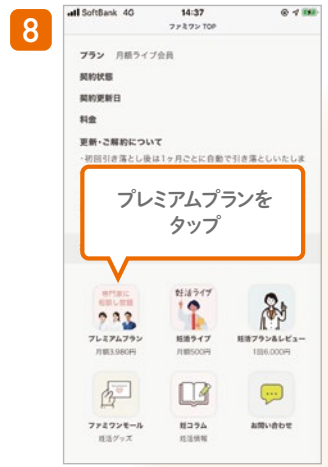 8
SoftBank 4G 14:37
ファミワン TOP
プラン 月額ライブ会員
契約状態
契約更新日
料金
更新・ご解約について
・初回引き落とし後は1ヶ月ごとに自動で引き落としいたしま
プレミアムプランを
タップ
専門家に
相談し放題
妊活ライブ
プレミアムプラン 妊活ライブ 妊活プラン&レビュー
月額3,980円 月額500円 1回6,000円
ファミワンモール 妊コラム お問い合わせ
妊活グッズ 妊活情報